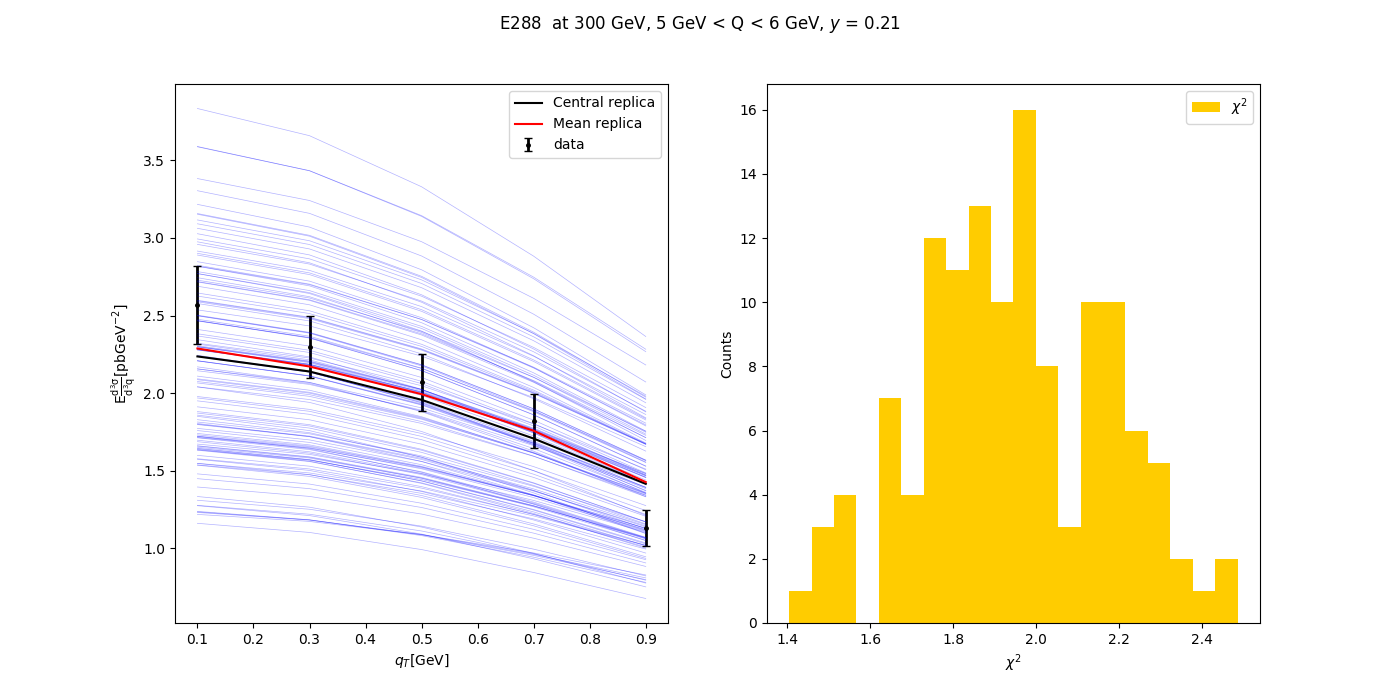 E288 at 300 GeV, 5 GeV < Q < 6 GeV, y = 0.21
Central replica
Mean replica
data
3.5
3.0
2.5
2.0
1.5
1.0
E d³σ/d³q [pbGeV⁻²]
0.1 0.2 0.3 0.4 0.5 0.6 0.7 0.8 0.9
q_T[GeV]
χ²
16
14
12
10
8
6
4
2
0
Counts
1.4 1.6 1.8 2.0 2.2 2.4
χ²